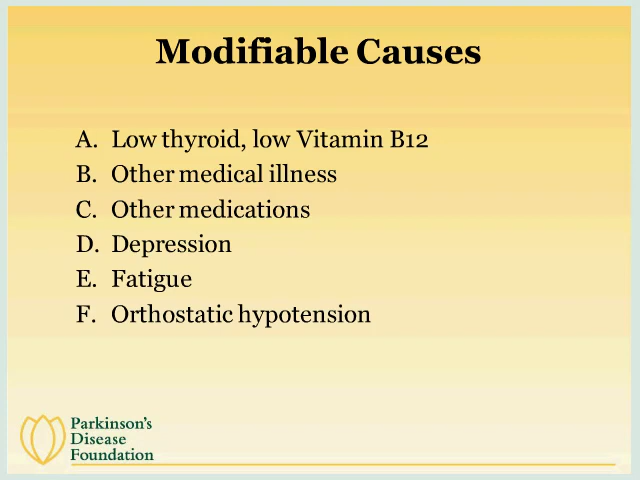 Modifiable Causes
A. Low thyroid, low Vitamin B12
B. Other medical illness
C. Other medications
D. Depression
E. Fatigue
F. Orthostatic hypotension
Parkinson's
Disease
Foundation